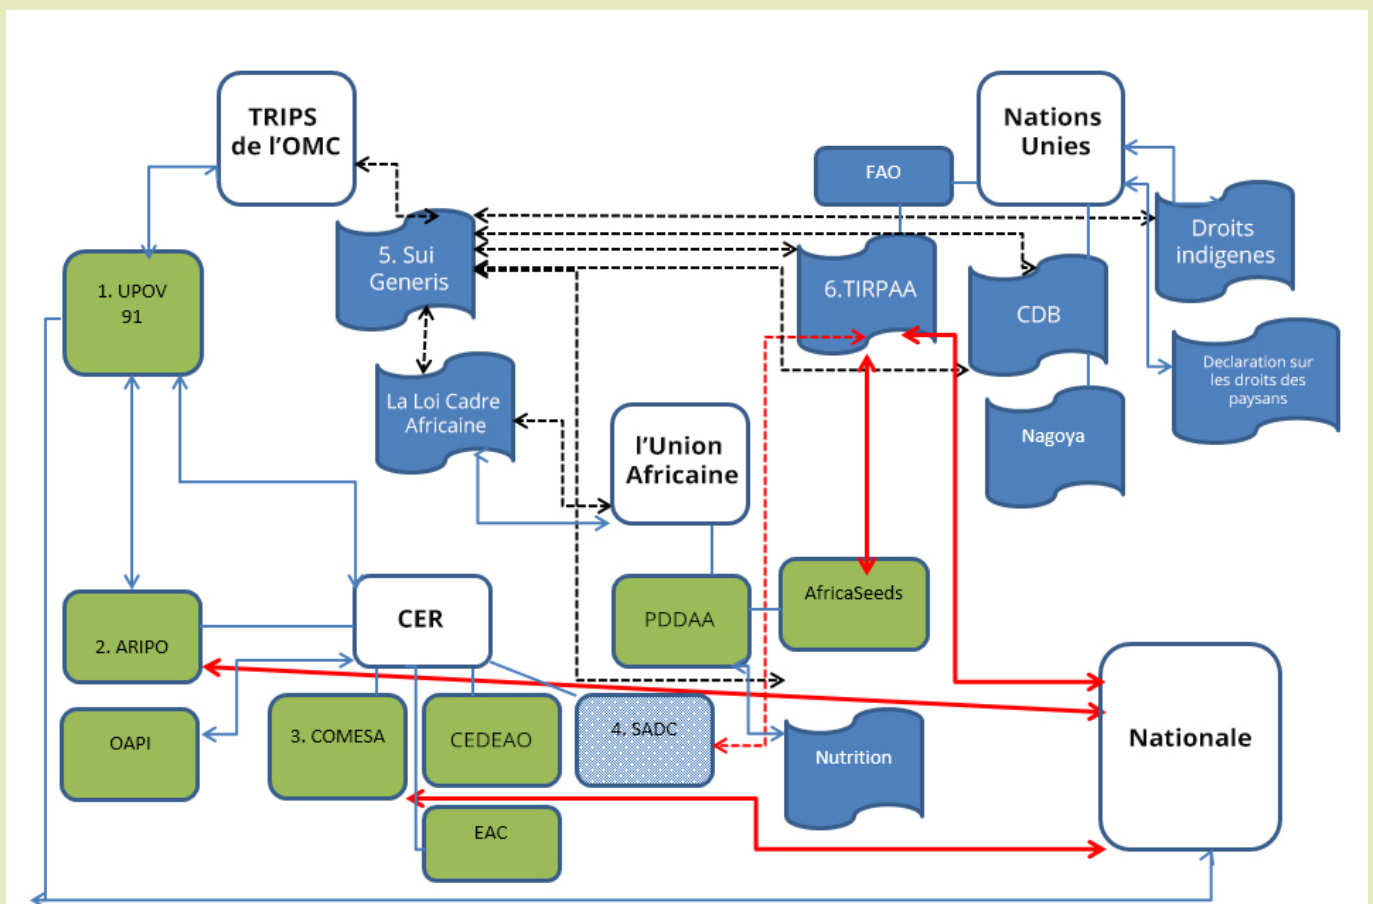 TRIPS
de l'OMC
Nations
Unies
FAO
5. Sui
Generis
Droits
indigenes
1. UPOV
91
6.TIRPAA
CDB
Declaration sur
les droits des
paysans
La Loi Cadre
Africaine
l'Union
Africaine
Nagoya
CER
PDDAA
AfricaSeeds
2. ARIPO
OAPI
3. COMESA
CEDEAO
4. SADC
Nutrition
Nationale
EAC